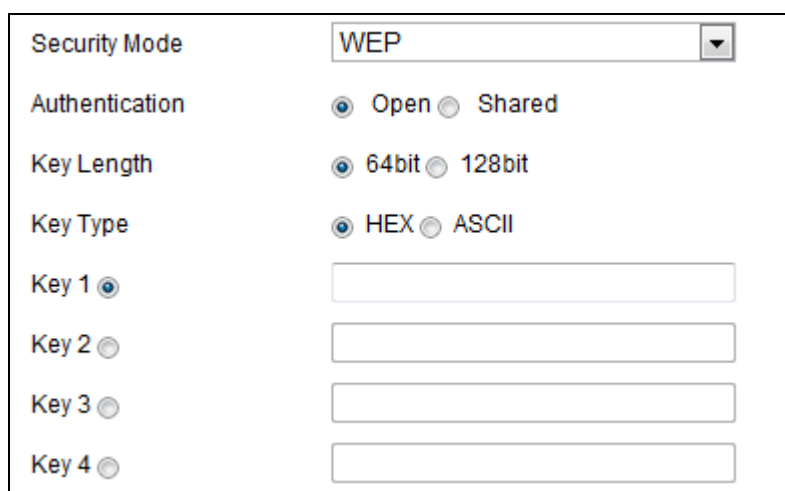 Security Mode WEP
Authentication Open Shared
Key Length 64bit 128bit
Key Type HEX ASCII
Key 1
Key 2
Key 3
Key 4